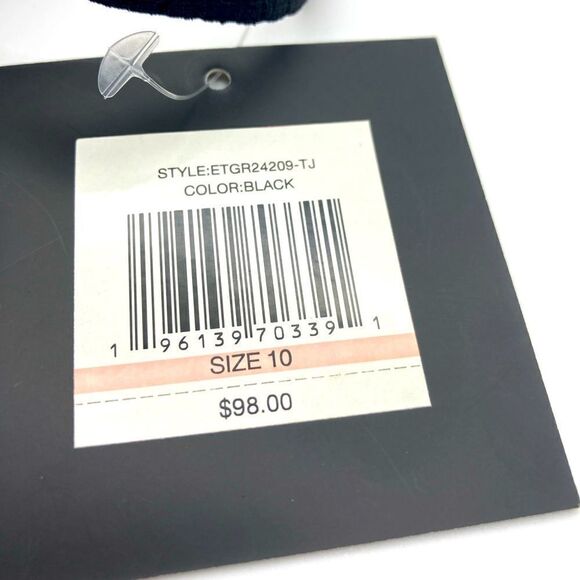 STYLE:ETGR24209-TJ
COLOR:BLACK
1 96139 70339 1
SIZE 10
$98.00